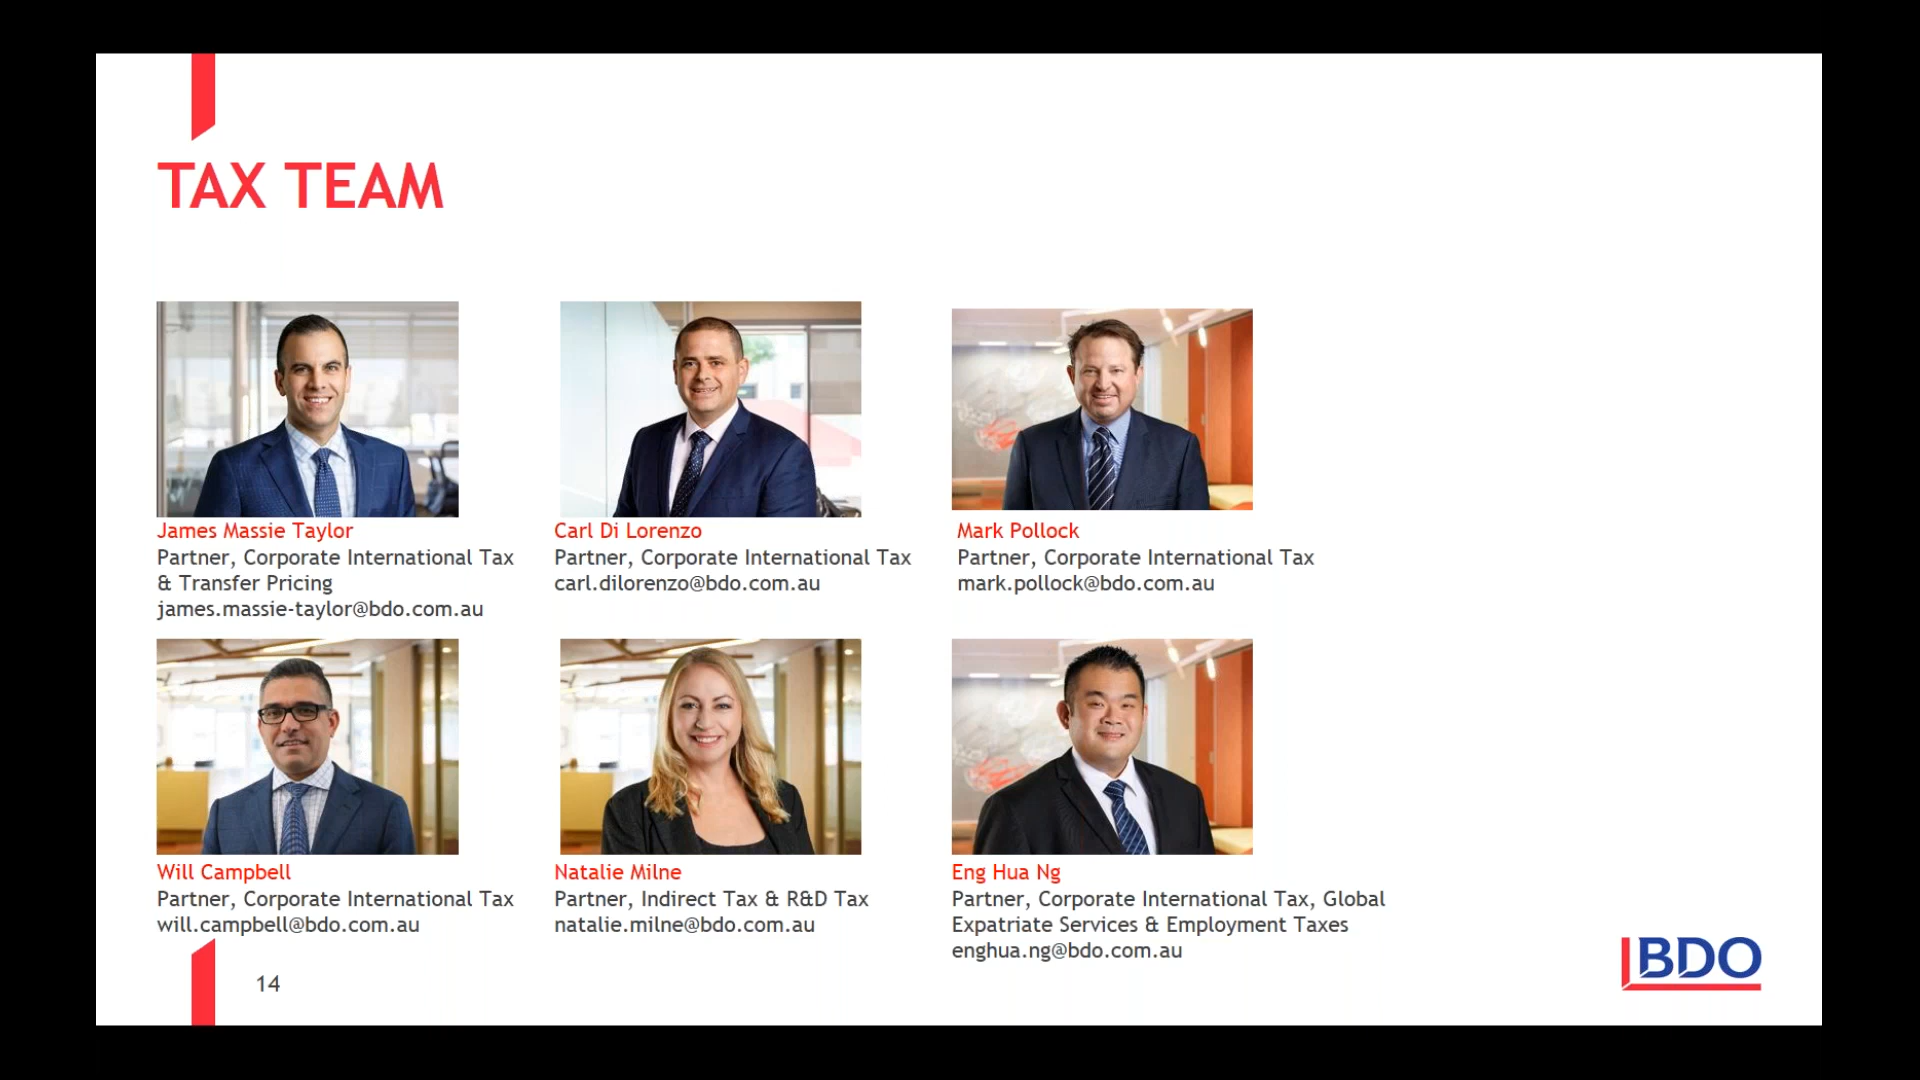 TAX TEAM
James Massie Taylor
Partner, Corporate International Tax
& Transfer Pricing
james.massie-taylor@bdo.com.au
Carl Di Lorenzo
Partner, Corporate International Tax
carl.dilorenzo@bdo.com.au
Mark Pollock
Partner, Corporate International Tax
mark.pollock@bdo.com.au
Will Campbell
Partner, Corporate International Tax
will.campbell@bdo.com.au
Natalie Milne
Partner, Indirect Tax & R&D Tax
natalie.milne@bdo.com.au
Eng Hua Ng
Partner, Corporate International Tax, Global
Expatriate Services & Employment Taxes
enghua.ng@bdo.com.au
14
BDO